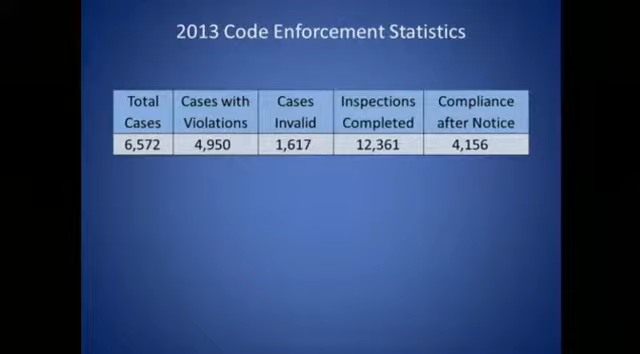 2013 Code Enforcement Statistics
Total Cases with Cases Inspections Compliance
Cases Violations Invalid Completed after Notice
6,572 4,950 1,617 12,361 4,156